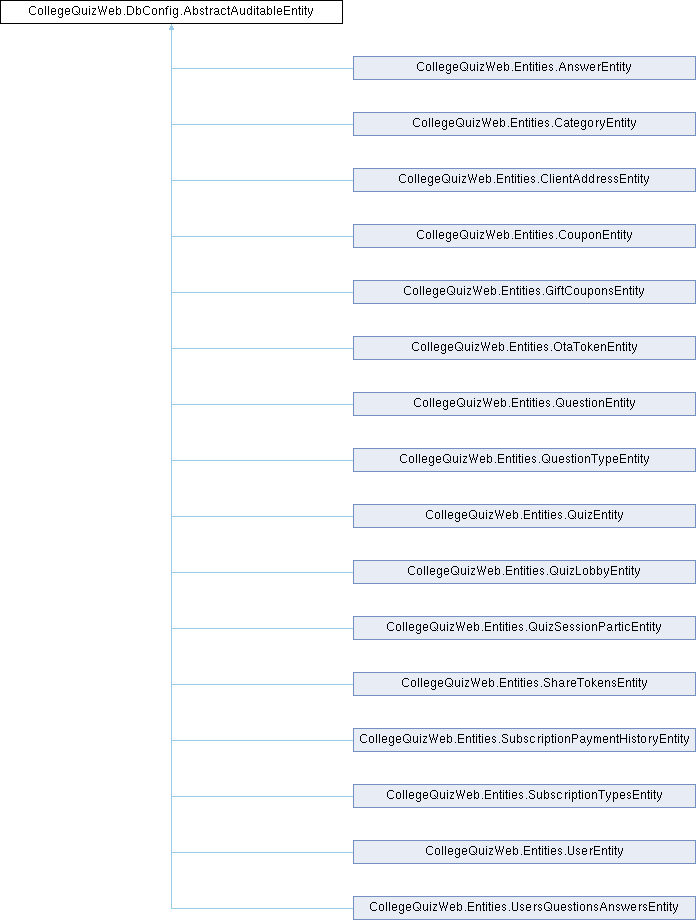 CollegeQuizWeb.DbConfig.AbstractAuditableEntity
CollegeQuizWeb.Entities.AnswerEntity
CollegeQuizWeb.Entities.CategoryEntity
CollegeQuizWeb.Entities.ClientAddressEntity
CollegeQuizWeb.Entities.CouponEntity
CollegeQuizWeb.Entities.GiftCouponsEntity
CollegeQuizWeb.Entities.OtaTokenEntity
CollegeQuizWeb.Entities.QuestionEntity
CollegeQuizWeb.Entities.QuestionTypeEntity
CollegeQuizWeb.Entities.QuizEntity
CollegeQuizWeb.Entities.QuizLobbyEntity
CollegeQuizWeb.Entities.QuizSessionParticEntity
CollegeQuizWeb.Entities.ShareTokensEntity
CollegeQuizWeb.Entities.SubscriptionPaymentHistoryEntity
CollegeQuizWeb.Entities.SubscriptionTypesEntity
CollegeQuizWeb.Entities.UserEntity
CollegeQuizWeb.Entities.UsersQuestionsAnswersEntity